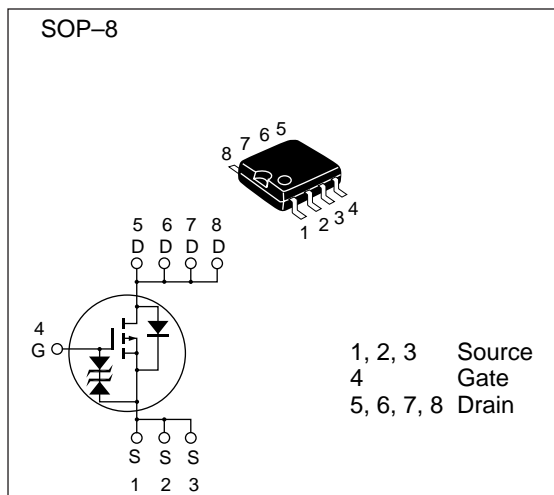 SOP–8
8 7 6 5
1 2 3 4
5 6 7 8
D D D D
4
G
S S S
1 2 3
1, 2, 3 Source
4 Gate
5, 6, 7, 8 Drain